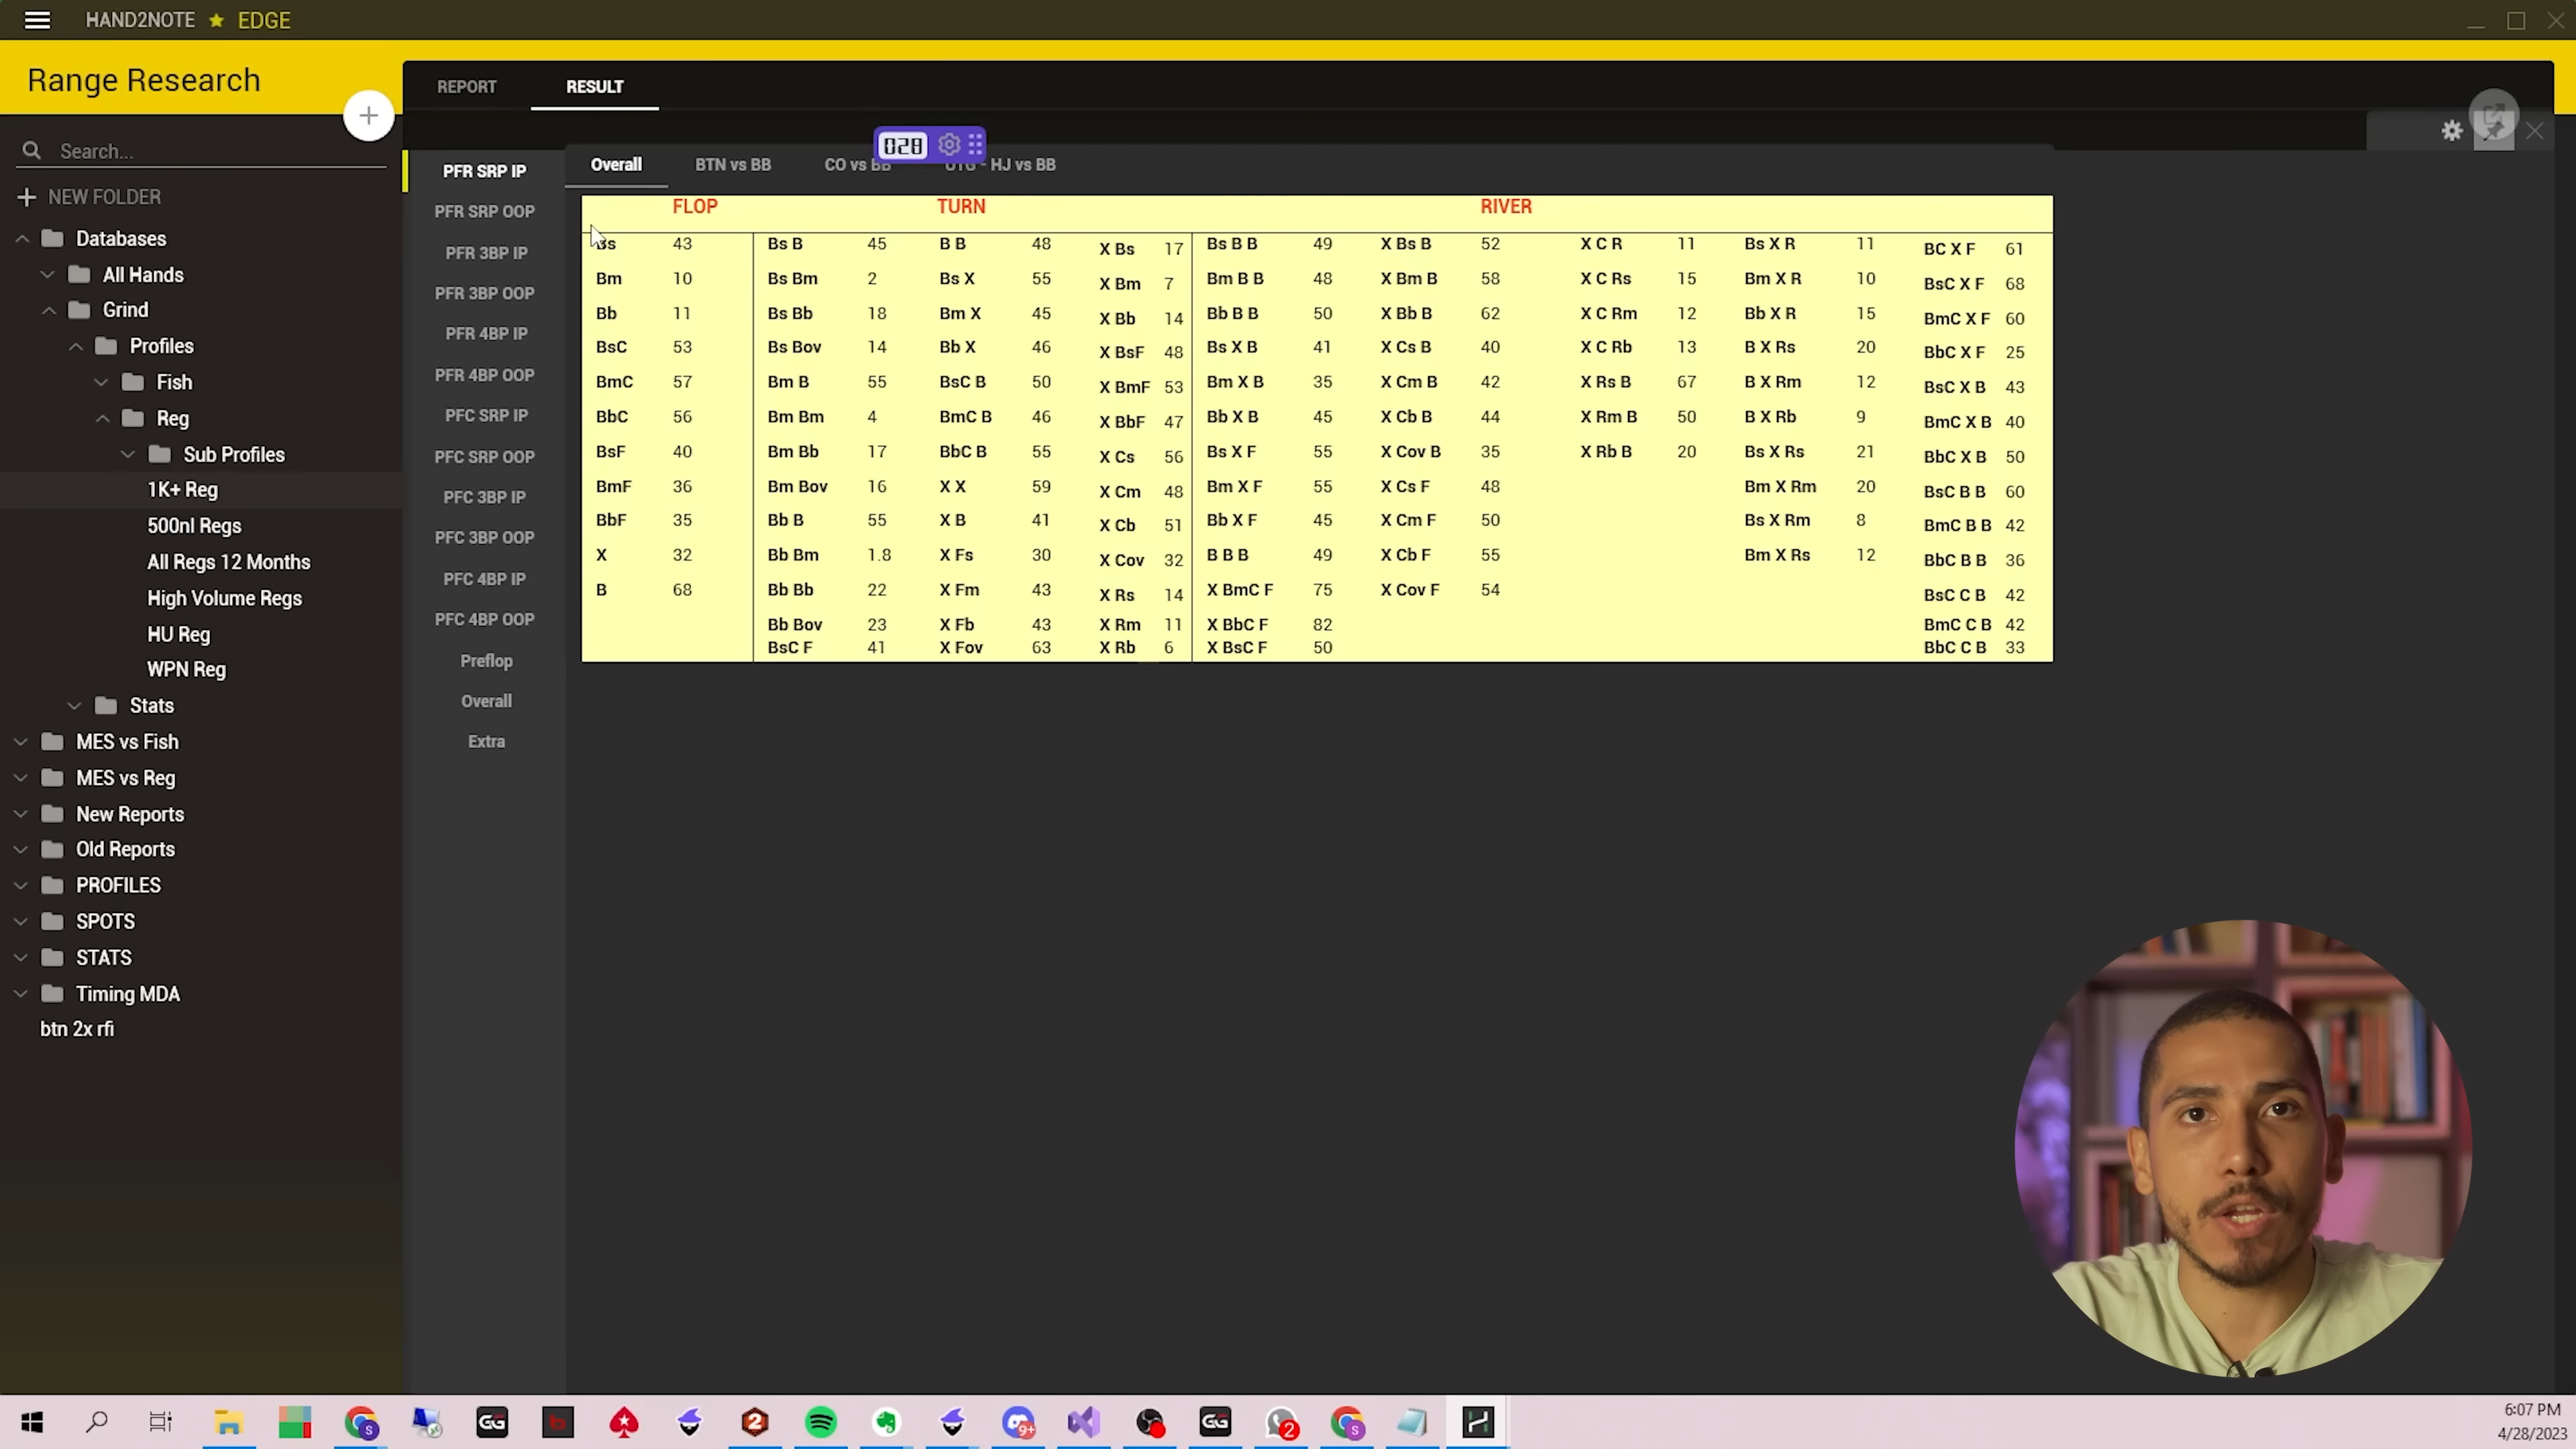 HAND2NOTE ★ EDGE
Range Research
Search...
NEW FOLDER
Databases
All Hands
Grind
Profiles
Fish
Reg
Sub Profiles
1K+ Reg
500nl Regs
All Regs 12 Months
High Volume Regs
HU Reg
WPN Reg
Stats
MES vs Fish
MES vs Reg
New Reports
Old Reports
PROFILES
SPOTS
STATS
Timing MDA
btn 2x rfi
REPORT RESULT
028
PFR SRP IP
PFR SRP OOP
PFR 3BP IP
PFR 3BP OOP
PFR 4BP IP
PFR 4BP OOP
PFC SRP IP
PFC SRP OOP
PFC 3BP IP
PFC 3BP OOP
PFC 4BP IP
PFC 4BP OOP
Preflop
Overall
Extra
Overall BTN vs BB CO vs BB UTG - HJ vs BB
FLOP TURN RIVER
Bs 43 Bs B 45 B B 48 X Bs 17 Bs B B 49 X Bs B 52 X C R 11 Bs X R 11 BC X F 61
Bm 10 Bs Bm 2 Bs X 55 X Bm 7 Bm B B 48 X Bm B 58 X C Rs 15 Bm X R 10 BsC X F 68
Bb 11 Bs Bb 18 Bm X 45 X Bb 14 Bb B B 50 X Bb B 62 X C Rm 12 Bb X R 15 BmC X F 60
BsC 53 Bs Bov 14 Bb X 46 X BsF 48 Bs X B 41 X Cs B 40 X C Rb 13 B X Rs 20 BbC X F 25
BmC 57 Bm B 55 BsC B 50 X BmF 53 Bm X B 35 X Cm B 42 X Rs B 67 B X Rm 12 BsC X B 43
BbC 56 Bm Bm 4 BmC B 46 X BbF 47 Bb X B 45 X Cb B 44 X Rm B 50 B X Rb 9 BmC X B 40
BsF 40 Bm Bb 17 BbC B 55 X Cs 56 Bs X F 55 X Cov B 35 X Rb B 20 Bs X Rs 21 BbC X B 50
BmF 36 Bm Bov 16 X X 59 X Cm 48 Bm X F 55 X Cs F 48 Bm X Rm 20 BsC B B 60
BbF 35 Bb B 55 X B 41 X Cb 51 Bb X F 45 X Cm F 50 Bs X Rm 8 BmC B B 42
X 32 Bb Bm 1.8 X Fs 30 X Cov 32 B B B 49 X Cb F 55 Bm X Rs 12 BbC B B 36
B 68 Bb Bb 22 X Fm 43 X Rs 14 X BmC F 75 X Cov F 54 BsC C B 42
Bb Bov 23 X Fb 43 X Rm 11 X BbC F 82 BmC C B 42
BsC F 41 X Fov 63 X Rb 6 X BsC F 50 BbC C B 33
6:07 PM
4/28/2023